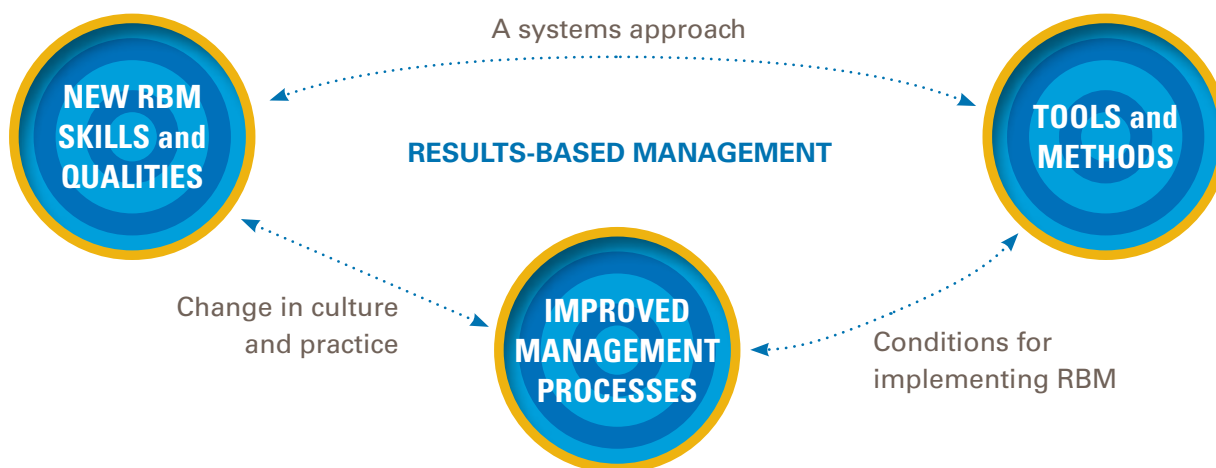 A systems approach
NEW RBM
SKILLS and
QUALITIES
TOOLS and
METHODS
RESULTS-BASED MANAGEMENT
Change in culture
and practice
IMPROVED
MANAGEMENT
PROCESSES
Conditions for
implementing RBM